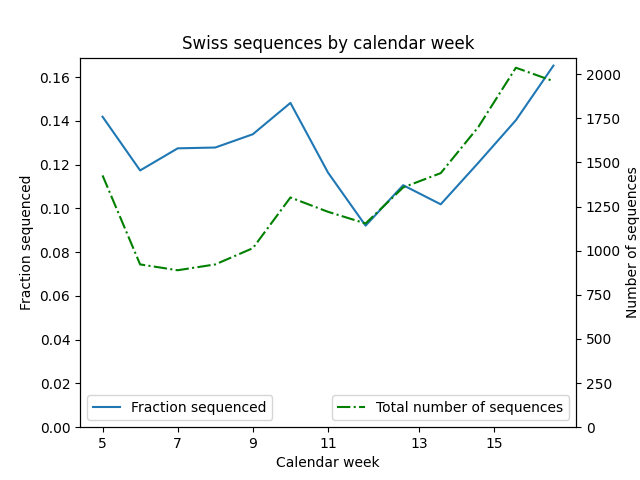 Swiss sequences by calendar week
Fraction sequenced
0.16
0.14
0.12
0.10
0.08
0.06
0.04
0.02
0.00
2000
1750
1500
1250
1000
750
500
250
0
Number of sequences
Fraction sequenced
Total number of sequences
5 7 9 11 13 15
Calendar week